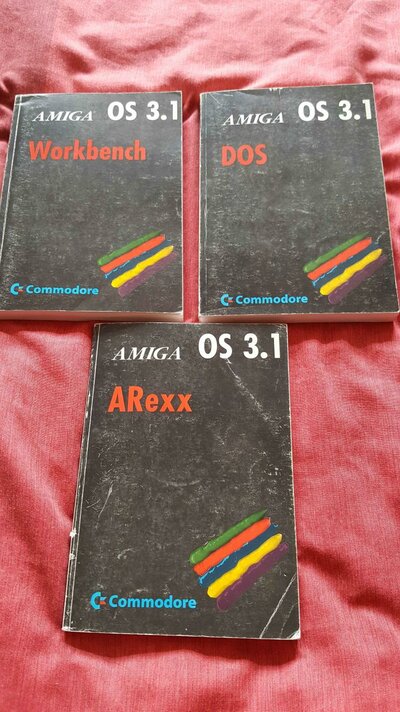 AMIGA OS 3.1
Workbench
Commodore
AMIGA OS 3.1
DOS
Commodore
AMIGA OS 3.1
ARexx
Commodore